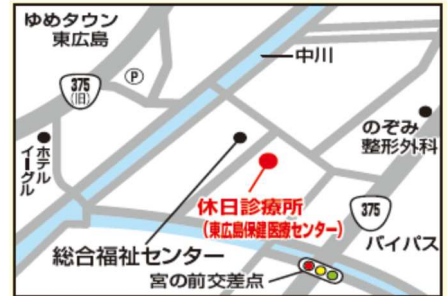 ゆめタウン
東広島
375
(旧)
P
中川
のぞみ
整形外科
ホテル
イーグル
休日診療所
(東広島保健医療センター)
375
バイパス
総合福祉センター
宮の前交差点